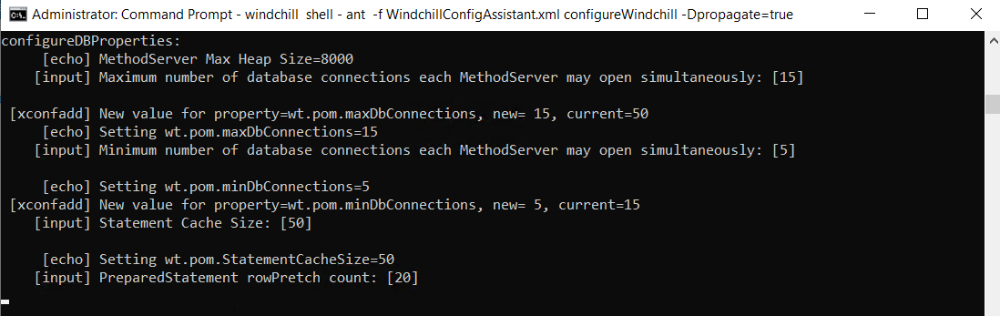 Administrator: Command Prompt - windchill  shell - ant  -f WindchillConfigAssistant.xml configureWindchill -Dpropagate=true
configureDBProperties:
[echo] MethodServer Max Heap Size=8000
[input] Maximum number of database connections each MethodServer may open simultaneously: [15]
[xconfadd] New value for property=wt.pom.maxDbConnections, new= 15, current=50
[echo] Setting wt.pom.maxDbConnections=15
[input] Minimum number of database connections each MethodServer may open simultaneously: [5]
[echo] Setting wt.pom.minDbConnections=5
[xconfadd] New value for property=wt.pom.minDbConnections, new= 5, current=15
[input] Statement Cache Size: [50]
[echo] Setting wt.pom.StatementCacheSize=50
[input] PreparedStatement rowPretch count: [20]